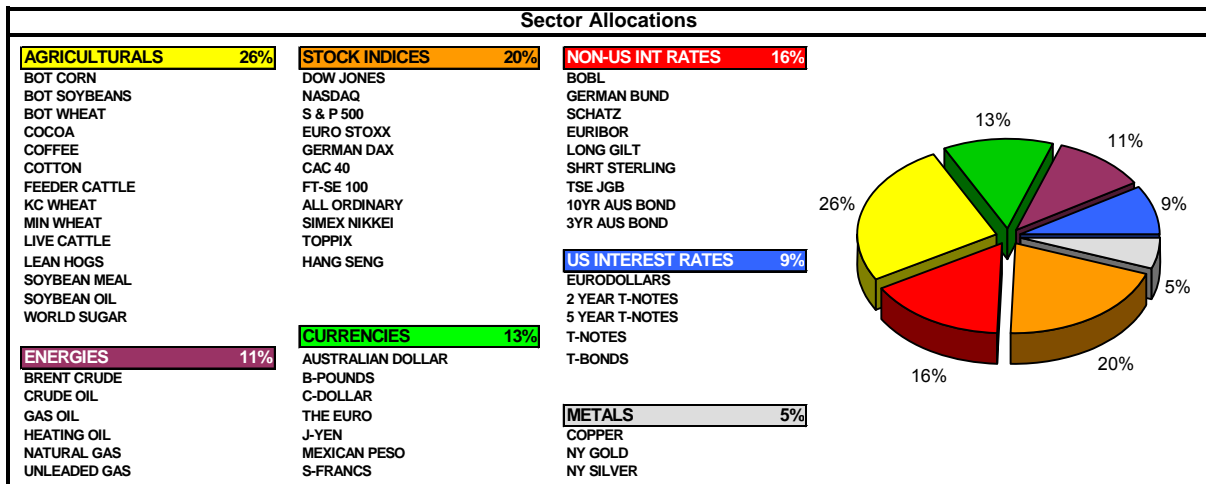 Sector Allocations
AGRICULTURALS 26%
BOT CORN
BOT SOYBEANS
BOT WHEAT
COCOA
COFFEE
COTTON
FEEDER CATTLE
KC WHEAT
MIN WHEAT
LIVE CATTLE
LEAN HOGS
SOYBEAN MEAL
SOYBEAN OIL
WORLD SUGAR
ENERGIES 11%
BRENT CRUDE
CRUDE OIL
GAS OIL
HEATING OIL
NATURAL GAS
UNLEADED GAS
STOCK INDICES 20%
DOW JONES
NASDAQ
S & P 500
EURO STOXX
GERMAN DAX
CAC 40
FT-SE 100
ALL ORDINARY
SIMEX NIKKEI
TOPPIX
HANG SENG
CURRENCIES 13%
AUSTRALIAN DOLLAR
B-POUNDS
C-DOLLAR
THE EURO
J-YEN
MEXICAN PESO
S-FRANCS
NON-US INT RATES 16%
BOBL
GERMAN BUND
SCHATZ
EURIBOR
LONG GILT
SHRT STERLING
TSE JGB
10YR AUS BOND
3YR AUS BOND
US INTEREST RATES 9%
EURODOLLARS
2 YEAR T-NOTES
5 YEAR T-NOTES
T-NOTES
T-BONDS
METALS 5%
COPPER
NY GOLD
NY SILVER
13%
11%
26%
9%
5%
20%
16%